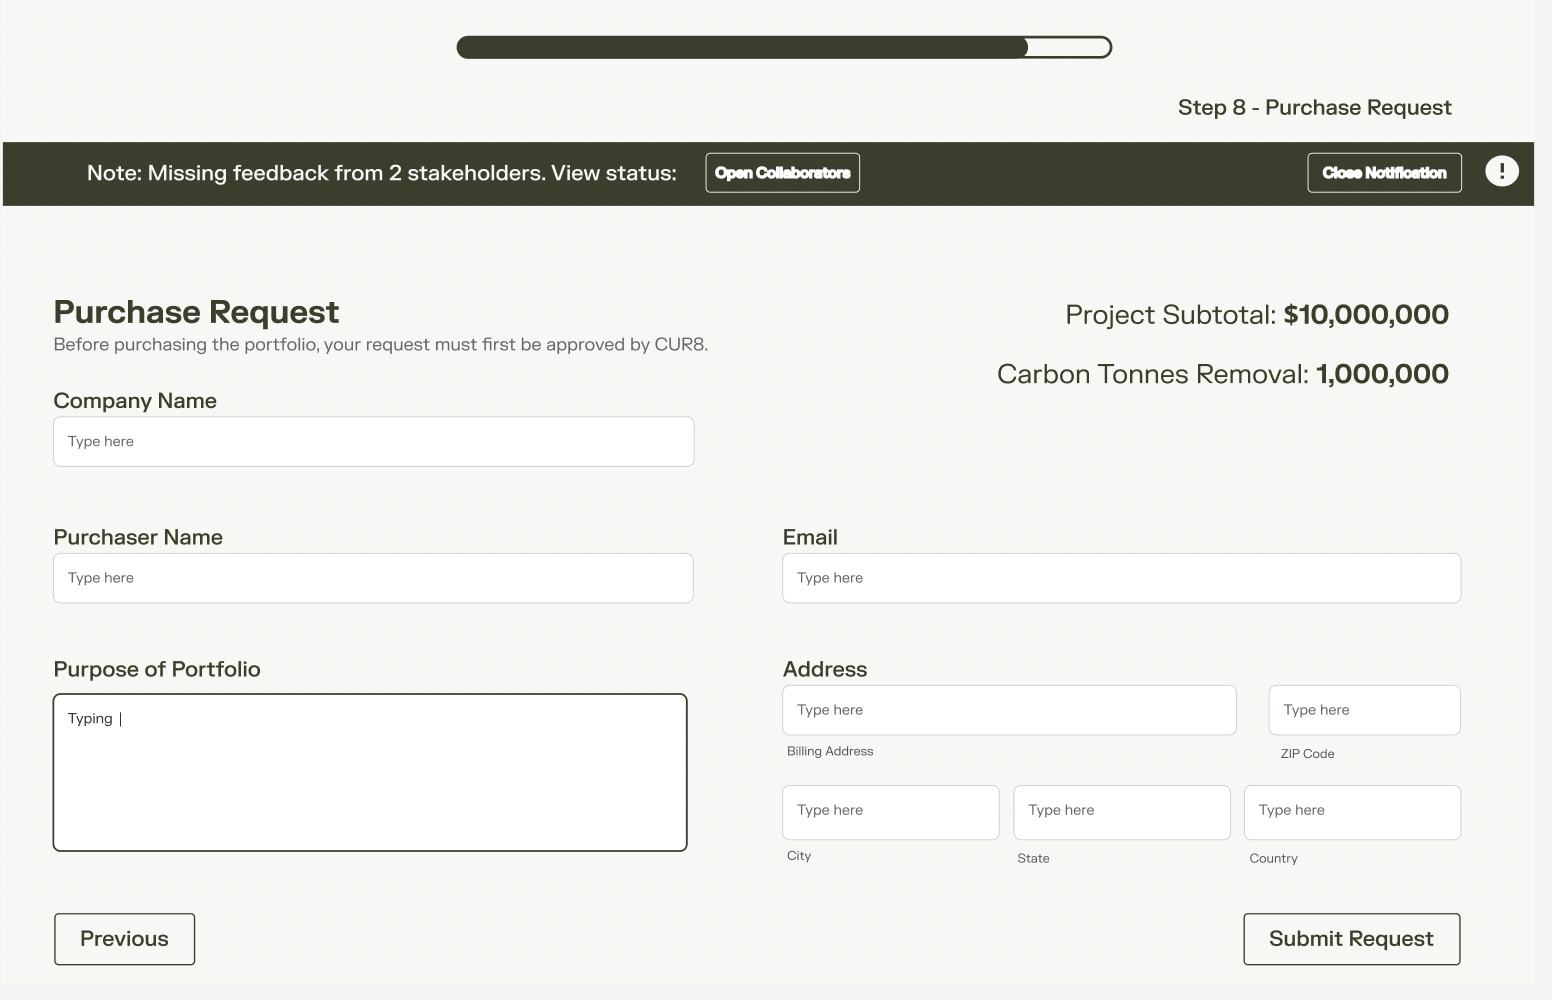 Step 8 - Purchase Request
Note: Missing feedback from 2 stakeholders. View status: Open Collaborators Close Notification !
Purchase Request
Before purchasing the portfolio, your request must first be approved by CUR8.
Project Subtotal: $10,000,000
Carbon Tonnes Removal: 1,000,000
Company Name
Type here
Purchaser Name
Type here
Email
Type here
Purpose of Portfolio
Typing |
Address
Type here
Billing Address
Type here
ZIP Code
Type here
City
Type here
State
Type here
Country
Previous
Submit Request